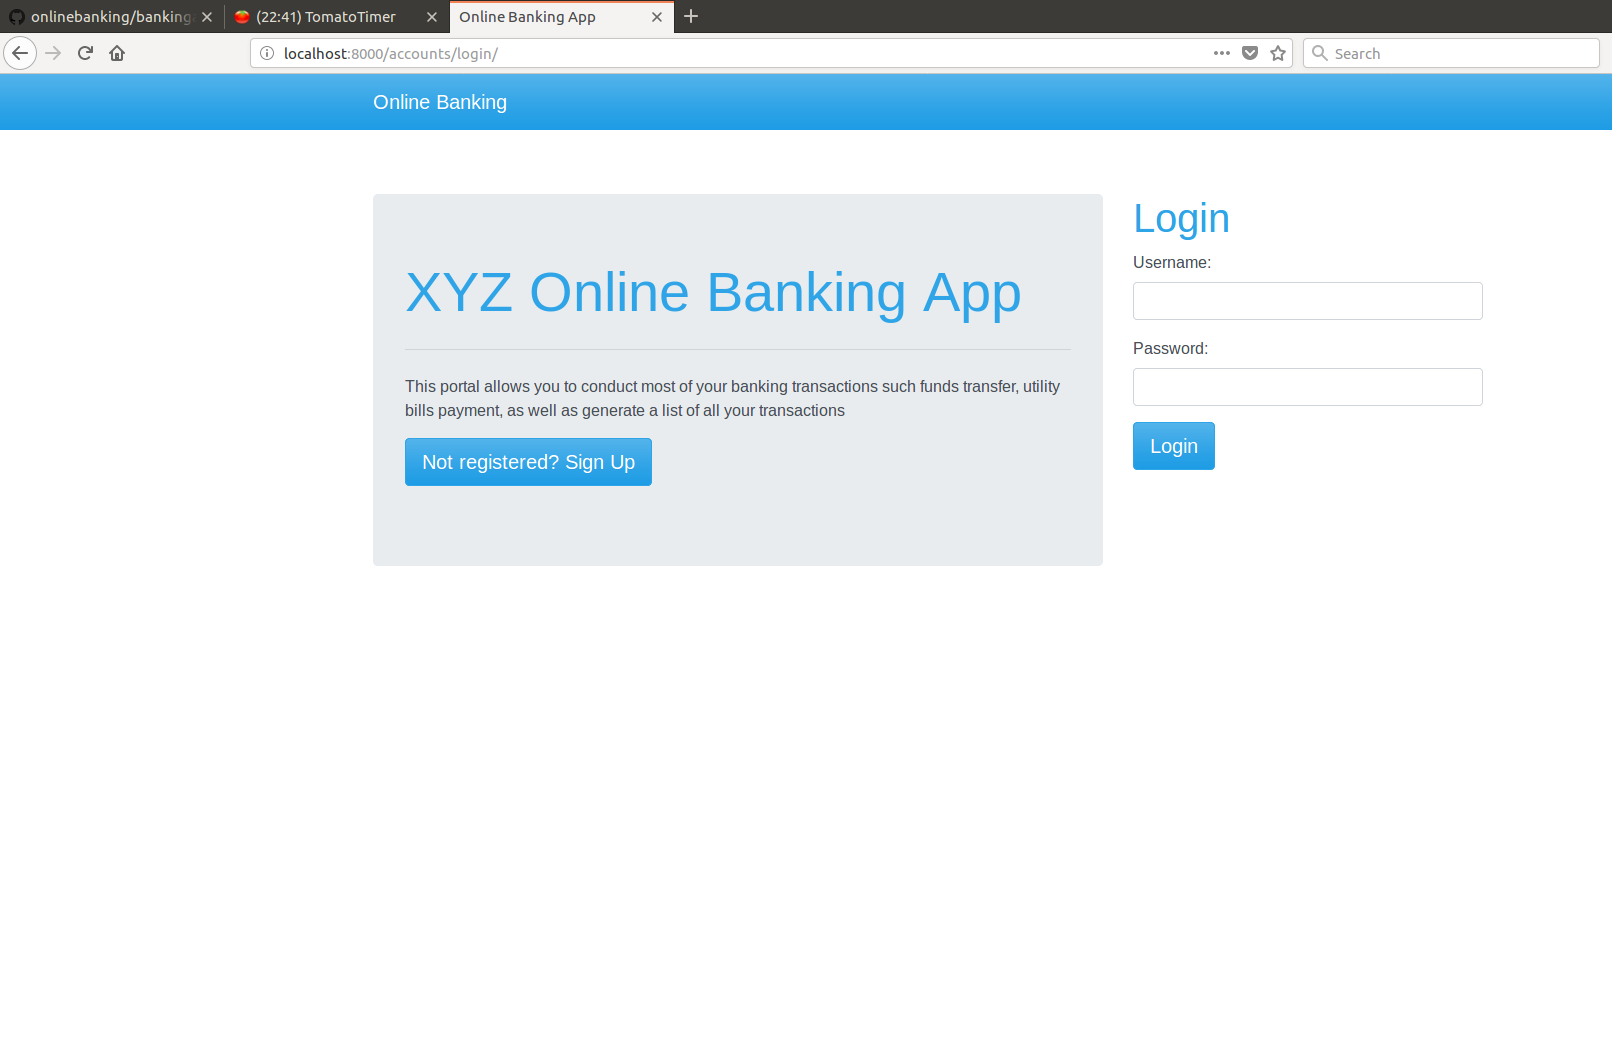 onlinebanking/banking
(22:41) TomatoTimer
Online Banking App
localhost:8000/accounts/login/
Search
Online Banking
XYZ Online Banking App
This portal allows you to conduct most of your banking transactions such funds transfer, utility
bills payment, as well as generate a list of all your transactions
Not registered? Sign Up
Login
Username:
Password:
Login